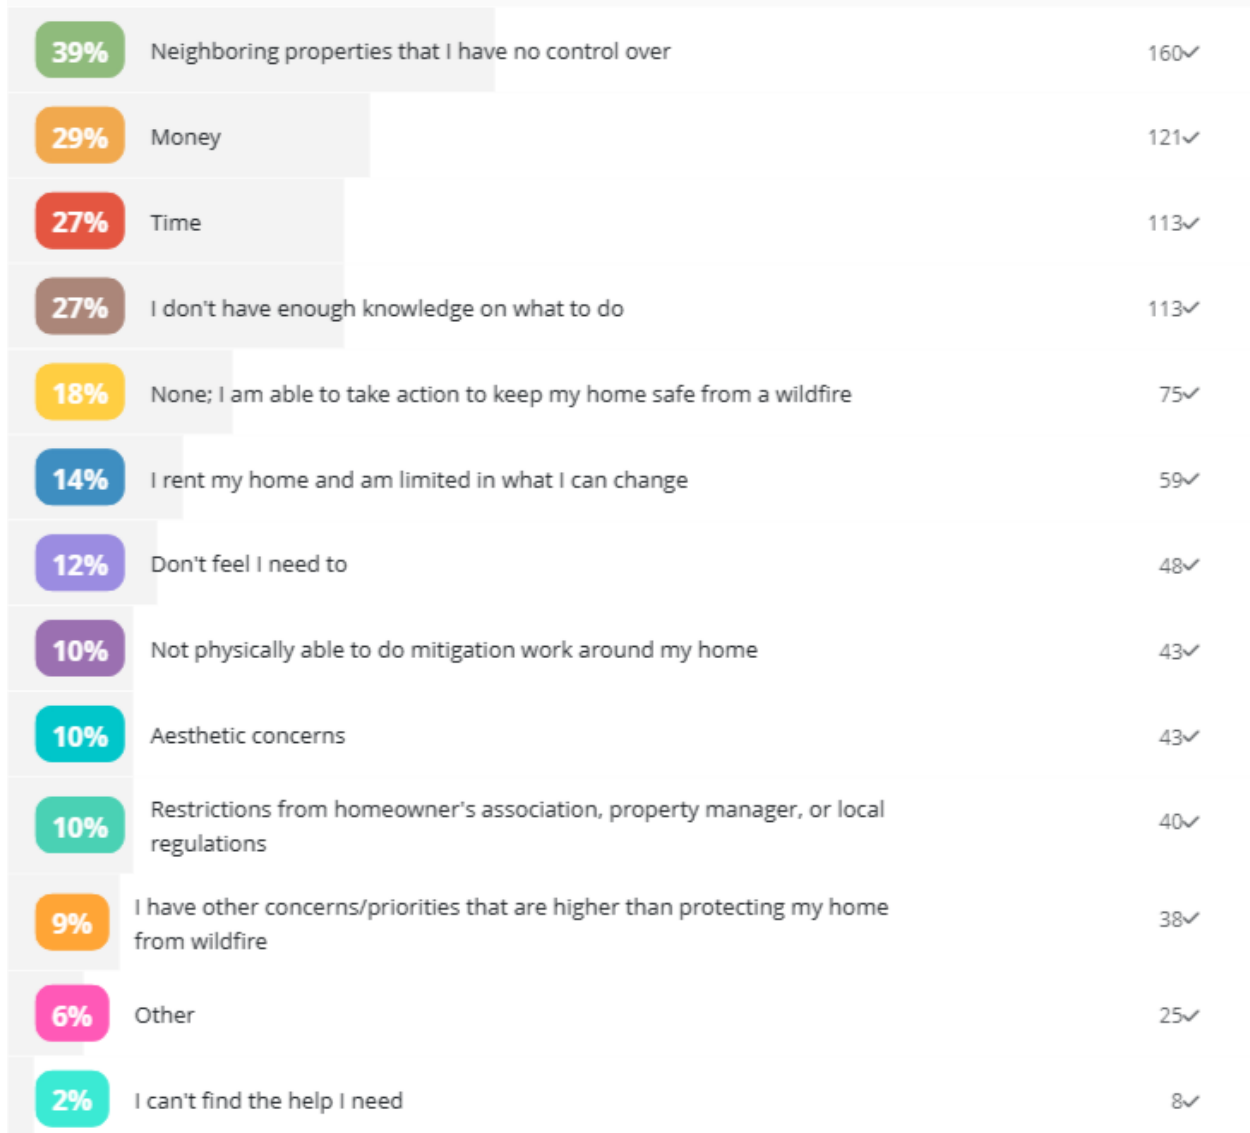 39% Neighboring properties that I have no control over 160✓
29% Money 121✓
27% Time 113✓
27% I don't have enough knowledge on what to do 113✓
18% None; I am able to take action to keep my home safe from a wildfire 75✓
14% I rent my home and am limited in what I can change 59✓
12% Don't feel I need to 48✓
10% Not physically able to do mitigation work around my home 43✓
10% Aesthetic concerns 43✓
10% Restrictions from homeowner's association, property manager, or local 40✓
regulations
9% I have other concerns/priorities that are higher than protecting my home 38✓
from wildfire
6% Other 25✓
2% I can't find the help I need 8✓